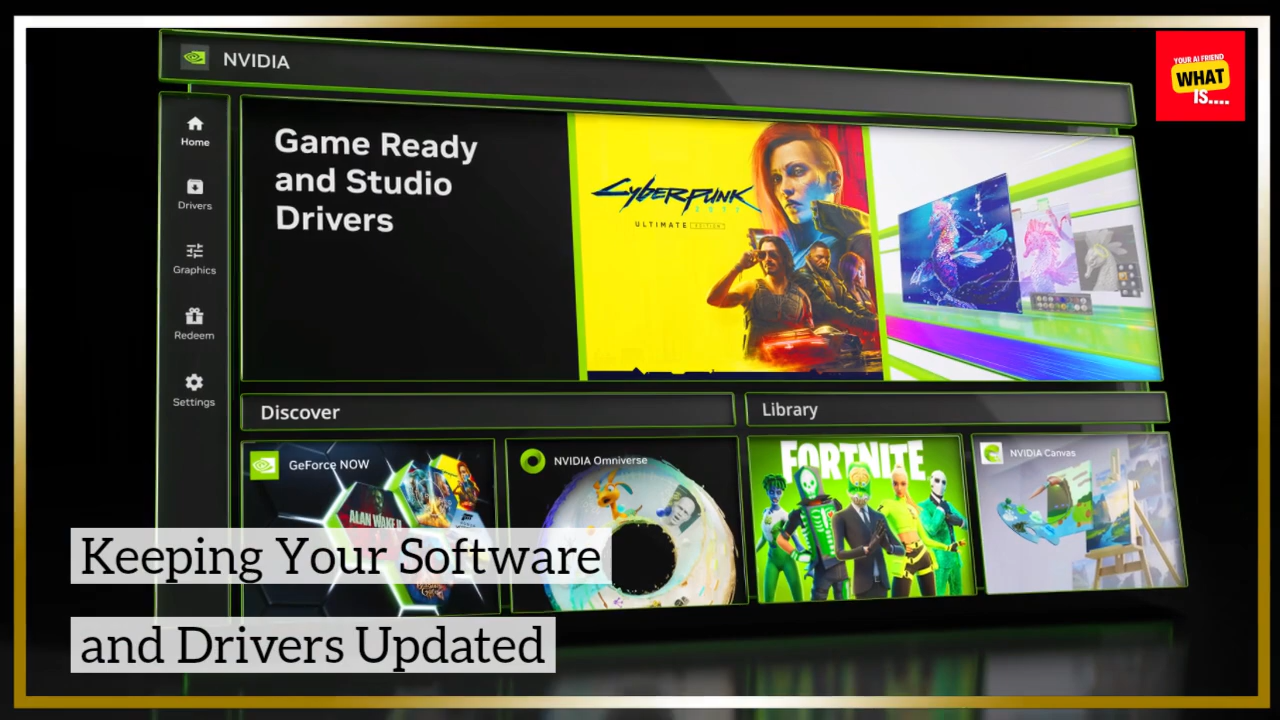 YOUR AI FRIEND
WHAT
IS....
NVIDIA
Home
Drivers
Graphics
Redeem
Settings
Game Ready
and Studio
Drivers
CYBERPUNK
2077
ULTIMATE EDITION
Discover
Library
GeForce NOW
ALAN WAKE II
NVIDIA Omniverse
FORTNITE
NVIDIA Canvas
Keeping Your Software
and Drivers Updated